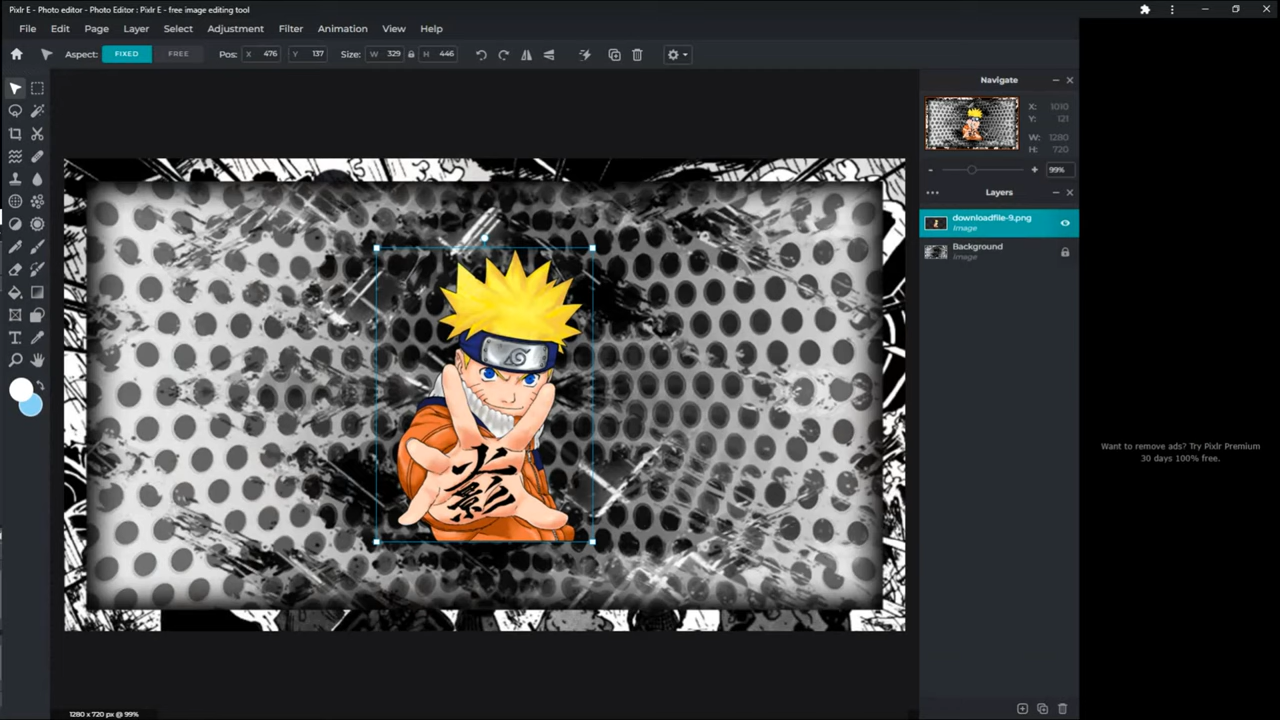 Pixlr E - Photo editor - Photo Editor : Pixlr E - free image editing tool
File Edit Page Layer Select Adjustment Filter Animation View Help
Aspect: FIXED FREE Pos: X 476 Y 137 Size: W 329 H 446
Navigate
X: 1010
Y: 121
W: 1280
H: 720
- + 99%
Layers
downloadfile-9.png
Image
Background
Image
火
影
Want to remove ads? Try Pixlr Premium
30 days 100% free.
1280 x 720 px @ 99%